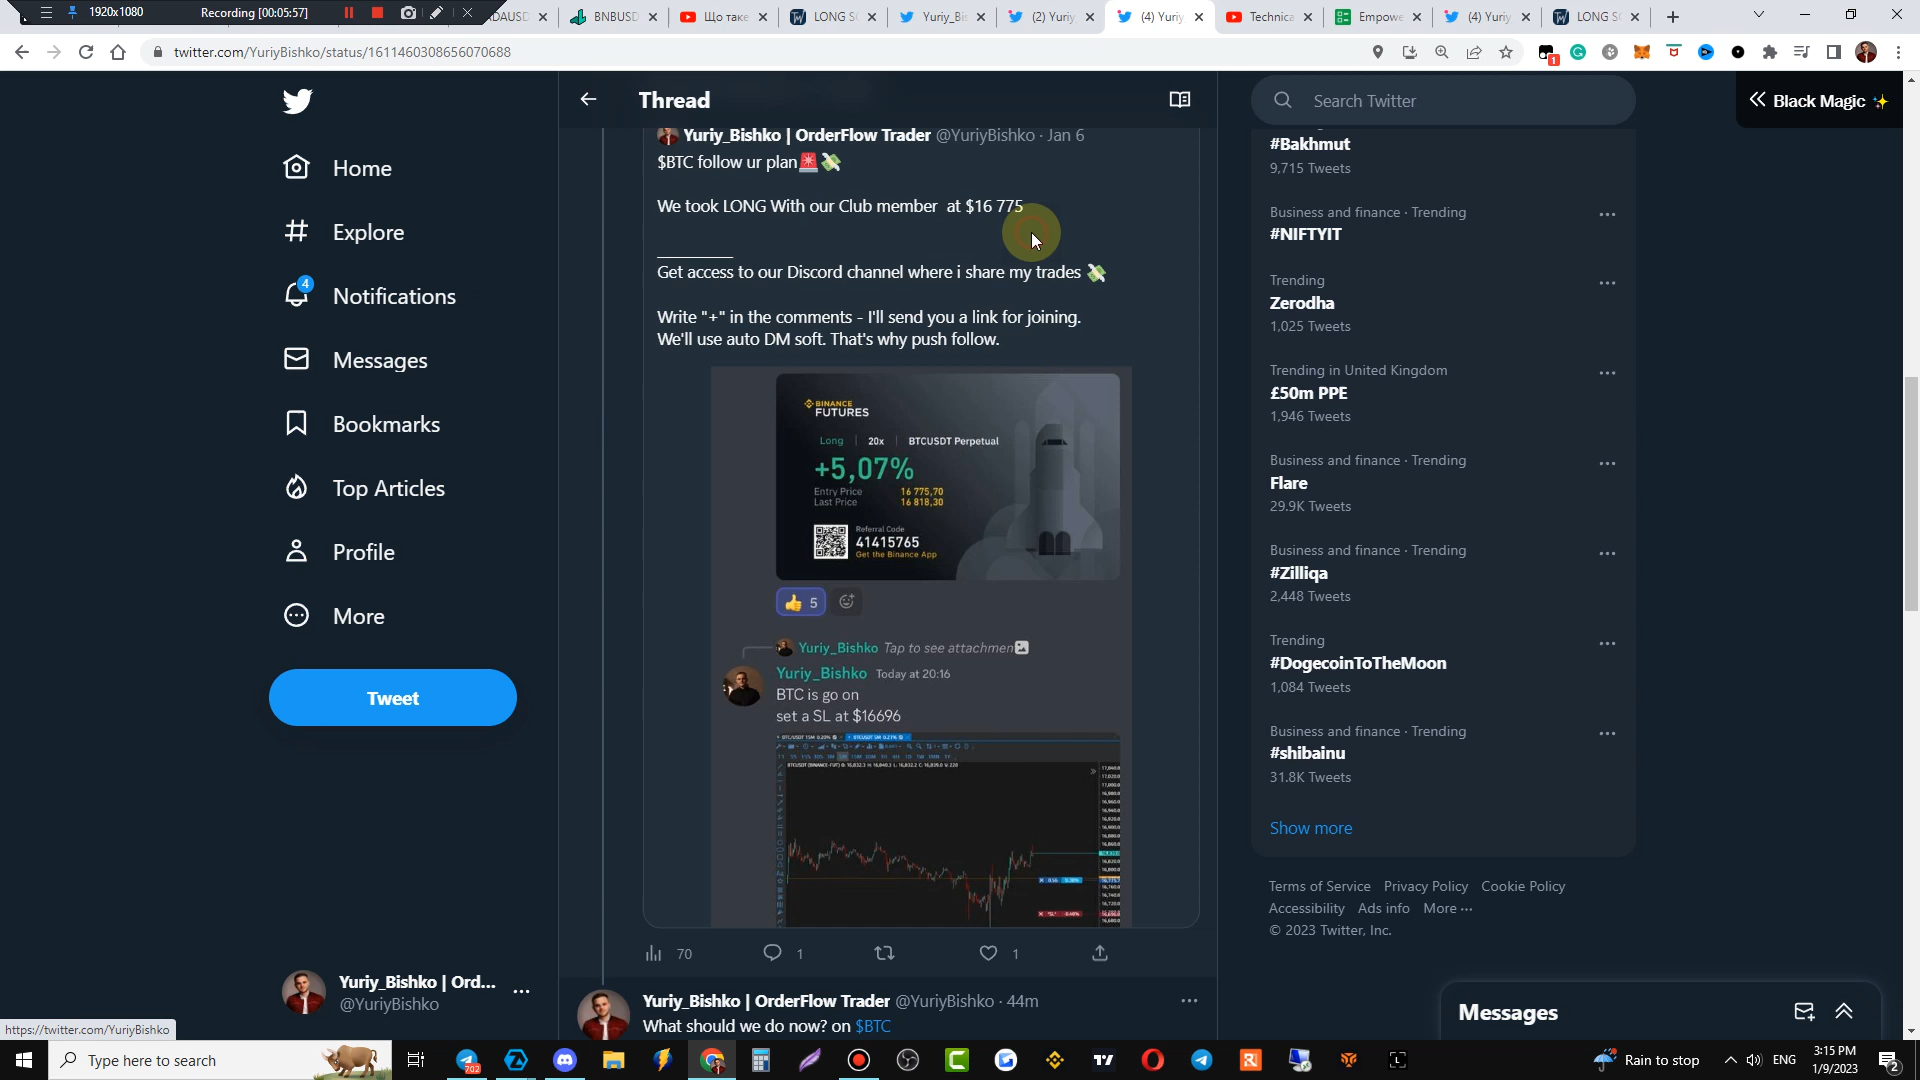 1920x1080
Recording [00:05:57]
DAUSD
BNBUSD
Що таке
LONG SC
Yuriy_Bis
(2) Yuriy
(4) Yuriy
Technica
Empowe
(4) Yuriy
LONG SC
twitter.com/YuriyBishko/status/1611460308656070688
1
Thread
Search Twitter
Black Magic ✨
Home
Explore
4
Notifications
Messages
Bookmarks
Top Articles
Profile
More
Tweet
Yuriy_Bishko | Ord...
@YuriyBishko
https://twitter.com/YuriyBishko
Yuriy_Bishko | OrderFlow Trader @YuriyBishko · Jan 6
$BTC follow ur plan🚨💸
We took LONG With our Club member at $16 775
__________
Get access to our Discord channel where i share my trades 💸
Write "+" in the comments - I'll send you a link for joining.
We'll use auto DM soft. That's why push follow.
BINANCE
FUTURES
Long | 20x | BTCUSDT Perpetual
+5,07%
Entry Price 16 775,70
Last Price 16 818,30
Referral Code
41415765
Get the Binance App
👍 5
Yuriy_Bishko Tap to see attachmen
Yuriy_Bishko Today at 20:16
BTC is go on
set a SL at $16696
70
1
1
Yuriy_Bishko | OrderFlow Trader @YuriyBishko · 44m
What should we do now? on $BTC
#Bakhmut
9,715 Tweets
Business and finance · Trending
#NIFTYIT
Trending
Zerodha
1,025 Tweets
Trending in United Kingdom
£50m PPE
1,946 Tweets
Business and finance · Trending
Flare
29.9K Tweets
Business and finance · Trending
#Zilliqa
2,448 Tweets
Trending
#DogecoinToTheMoon
1,084 Tweets
Business and finance · Trending
#shibainu
31.8K Tweets
Show more
Terms of Service Privacy Policy Cookie Policy
Accessibility Ads info More ···
© 2023 Twitter, Inc.
Messages
Type here to search
702
Rain to stop
ENG
3:15 PM
1/9/2023
2